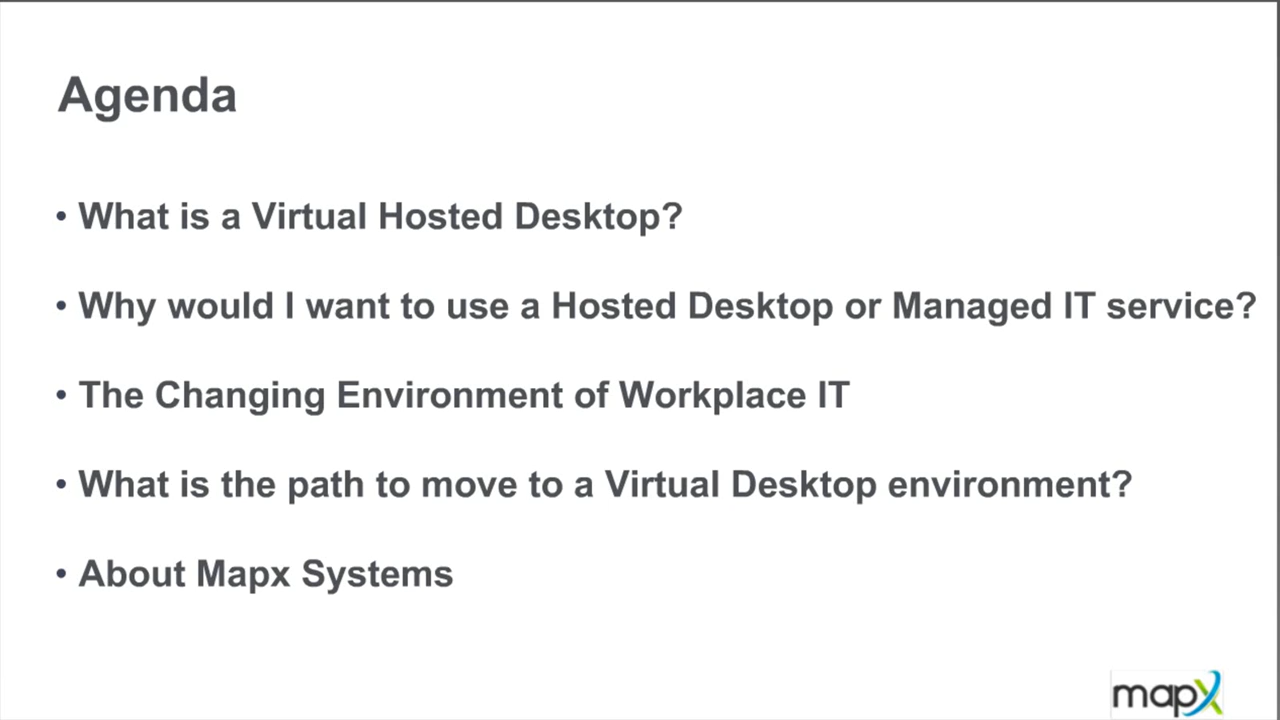 Agenda
• What is a Virtual Hosted Desktop?
• Why would I want to use a Hosted Desktop or Managed IT service?
• The Changing Environment of Workplace IT
• What is the path to move to a Virtual Desktop environment?
• About Mapx Systems
mapx